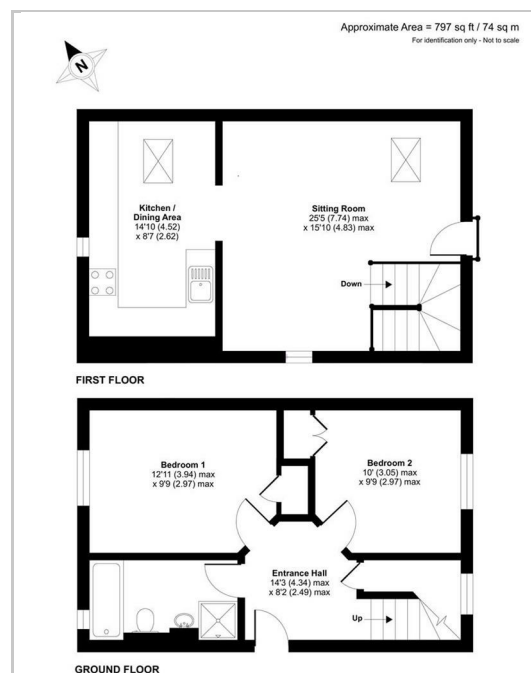 Approximate Area = 797 sq ft / 74 sq m
For identification only - Not to scale
N
Kitchen /
Dining Area
14'10 (4.52)
x 8'7 (2.62)
Sitting Room
25'5 (7.74) max
x 15'10 (4.83) max
Down
FIRST FLOOR
Bedroom 1
12'11 (3.94) max
x 9'9 (2.97) max
Bedroom 2
10' (3.05) max
x 9'9 (2.97) max
Entrance Hall
14'3 (4.34) max
x 8'2 (2.49) max
Up
GROUND FLOOR